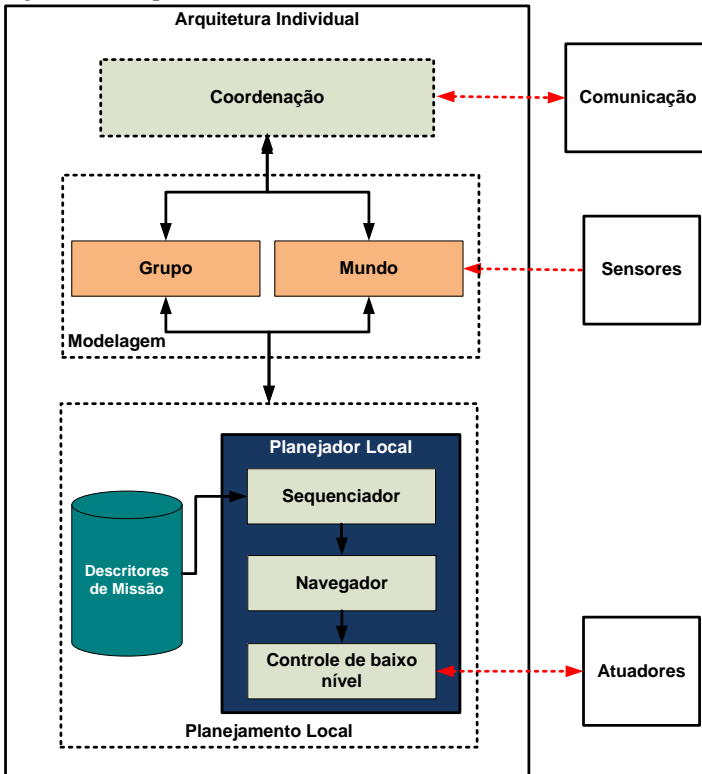 Arquitetura Individual
Coordenação
Comunicação
Grupo
Mundo
Sensores
Modelagem
Planejador Local
Sequenciador
Descritores
de Missão
Navegador
Controle de baixo
nível
Atuadores
Planejamento Local